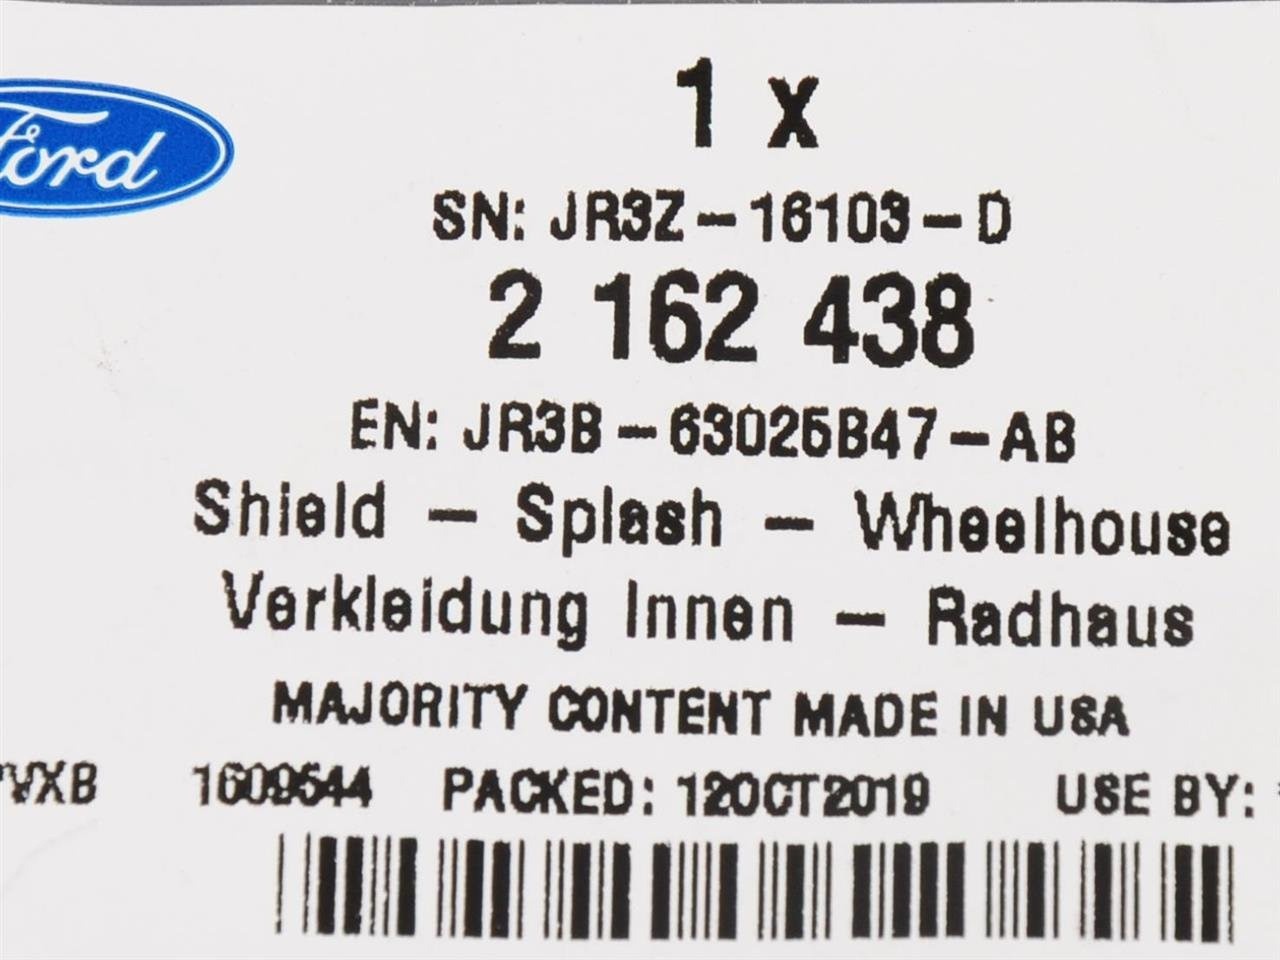 Ford
1 x
SN: JR3Z-16103-D
2 162 438
EN: JR3B-63025B47-AB
Shield - Splash - Wheelhouse
Verkleidung Innen - Radhaus
MAJORITY CONTENT MADE IN USA
1609544 PACKED: 12OCT2019 USE BY: